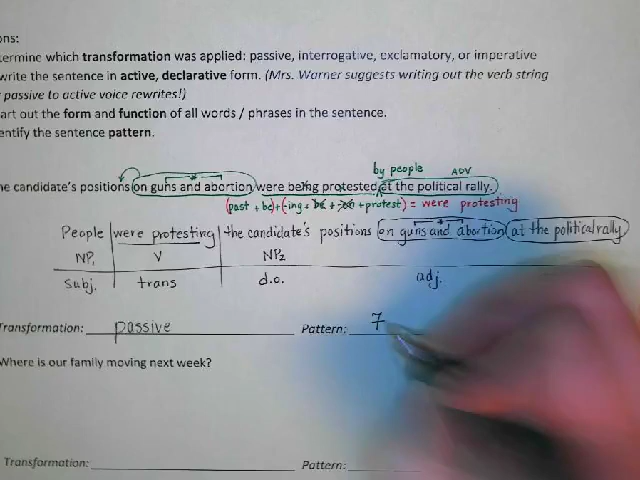 ons:
ermine which transformation was applied: passive, interrogative, exclamatory, or imperative
write the sentence in active, declarative form. (Mrs. Warner suggests writing out the verb string
passive to active voice rewrites!)
art out the form and function of all words / phrases in the sentence.
entify the sentence pattern.
by people ADV
he candidate's positions on guns and abortion were being protested at the political rally.
(past + be) + (ing + be + -en + protest) = were protesting
People were protesting the candidate's positions on guns and abortion at the political rally
NP1 V NP2
subj. trans d.o. adj.
Transformation: passive Pattern: 7
Where is our family moving next week?
Transformation: Pattern: